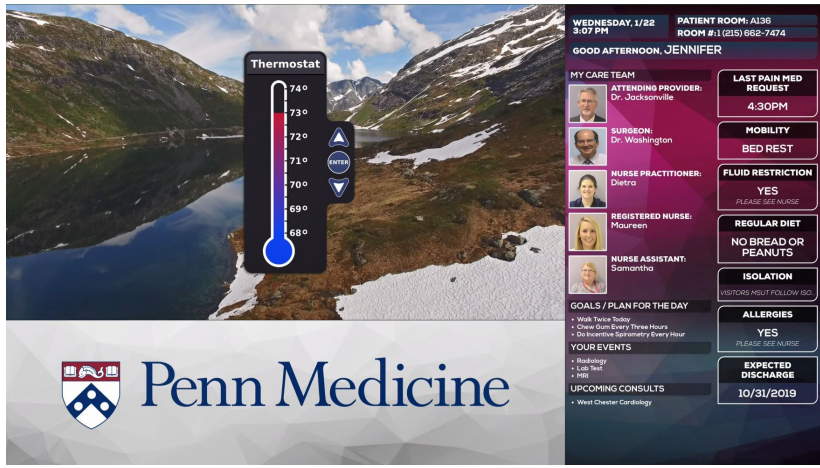 Thermostat
74°
73°
72°
71°
70°
69°
68°
ENTER
Penn Medicine
WEDNESDAY, 1/22
3:07 PM
PATIENT ROOM: A136
ROOM #:1 (215) 662-7474
GOOD AFTERNOON, JENNIFER
MY CARE TEAM
ATTENDING PROVIDER:
Dr. Jacksonville
SURGEON:
Dr. Washington
NURSE PRACTITIONER:
Dietra
REGISTERED NURSE:
Maureen
NURSE ASSISTANT:
Samantha
GOALS / PLAN FOR THE DAY
• Walk Twice Today
• Chew Gum Every Three Hours
• Do Incentive Spirometry Every Hour
YOUR EVENTS
• Radiology
• Lab Test
• MRI
UPCOMING CONSULTS
• West Chester Cardiology
LAST PAIN MED
REQUEST
4:30PM
MOBILITY
BED REST
FLUID RESTRICTION
YES
PLEASE SEE NURSE
REGULAR DIET
NO BREAD OR
PEANUTS
ISOLATION
VISITORS MSUT FOLLOW ISO.
ALLERGIES
YES
PLEASE SEE NURSE
EXPECTED
DISCHARGE
10/31/2019